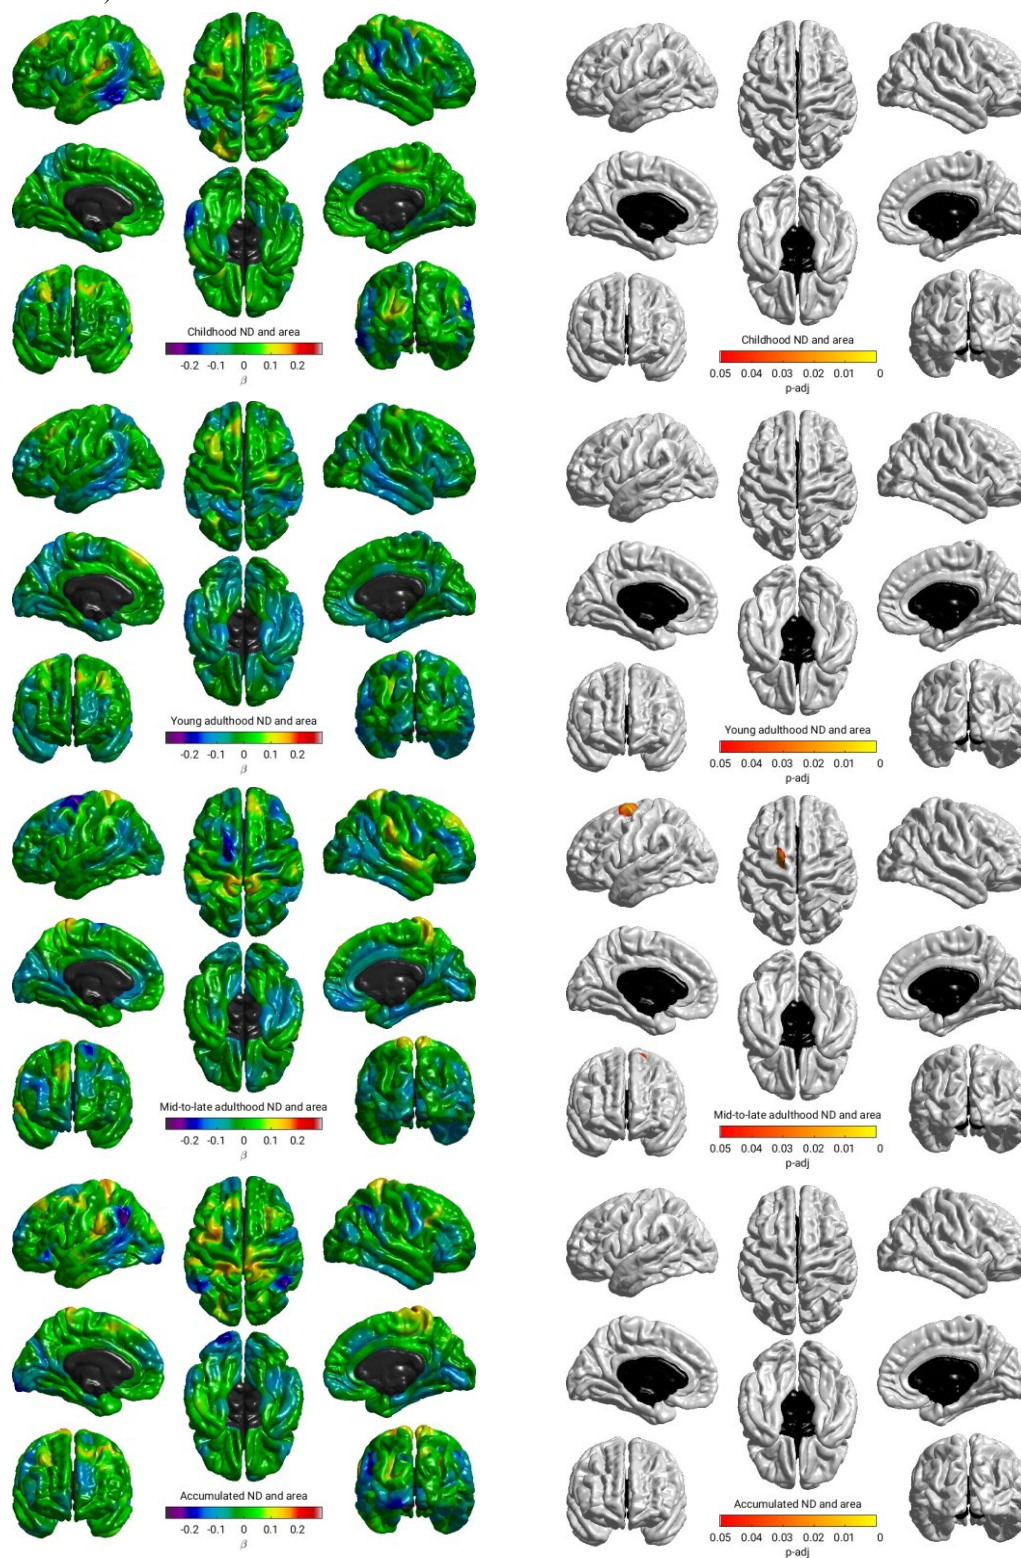 )
Childhood ND and area
-0.2 -0.1 0 0.1 0.2
β
Childhood ND and area
0.05 0.04 0.03 0.02 0.01 0
p-adj
Young adulthood ND and area
-0.2 -0.1 0 0.1 0.2
β
Young adulthood ND and area
0.05 0.04 0.03 0.02 0.01 0
p-adj
Mid-to-late adulthood ND and area
-0.2 -0.1 0 0.1 0.2
β
Mid-to-late adulthood ND and area
0.05 0.04 0.03 0.02 0.01 0
p-adj
Accumulated ND and area
-0.2 -0.1 0 0.1 0.2
β
Accumulated ND and area
0.05 0.04 0.03 0.02 0.01 0
p-adj